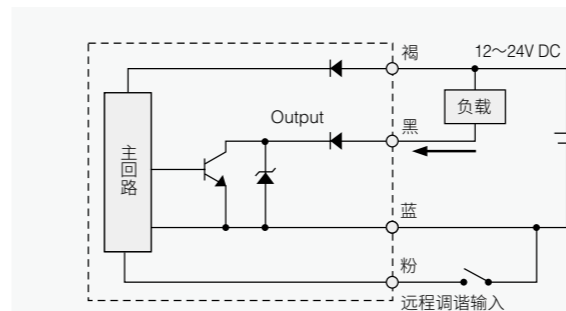 褐
12～24V DC
负载
Output
黑
主回路
蓝
粉
远程调谐输入